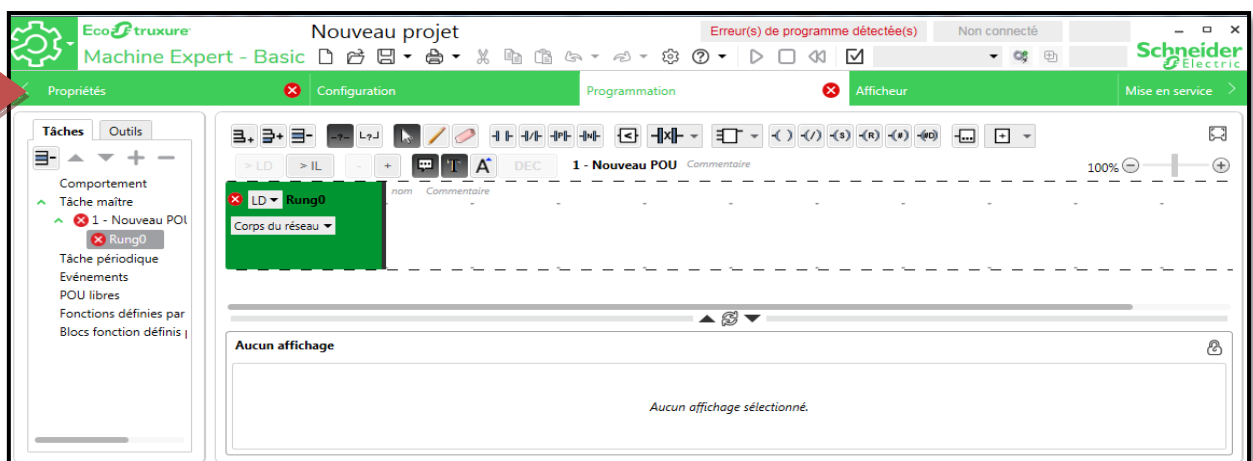 EcoStruxure
Nouveau projet
Erreur(s) de programme détectée(s)
Non connecté
Machine Expert - Basic
Schneider Electric
Propriétés
Configuration
Programmation
Afficheur
Mise en service
Tâches
Outils
Comportement
Tâche maître
1 - Nouveau POU
Rung0
Tâche périodique
Evénements
POU libres
Fonctions définies par
Blocs fonction définis
> LD
> IL
-
+
T
A
DEC
1 - Nouveau POU
Commentaire
100%
LD
Rung0
nom
Commentaire
Corps du réseau
Aucun affichage
Aucun affichage sélectionné.